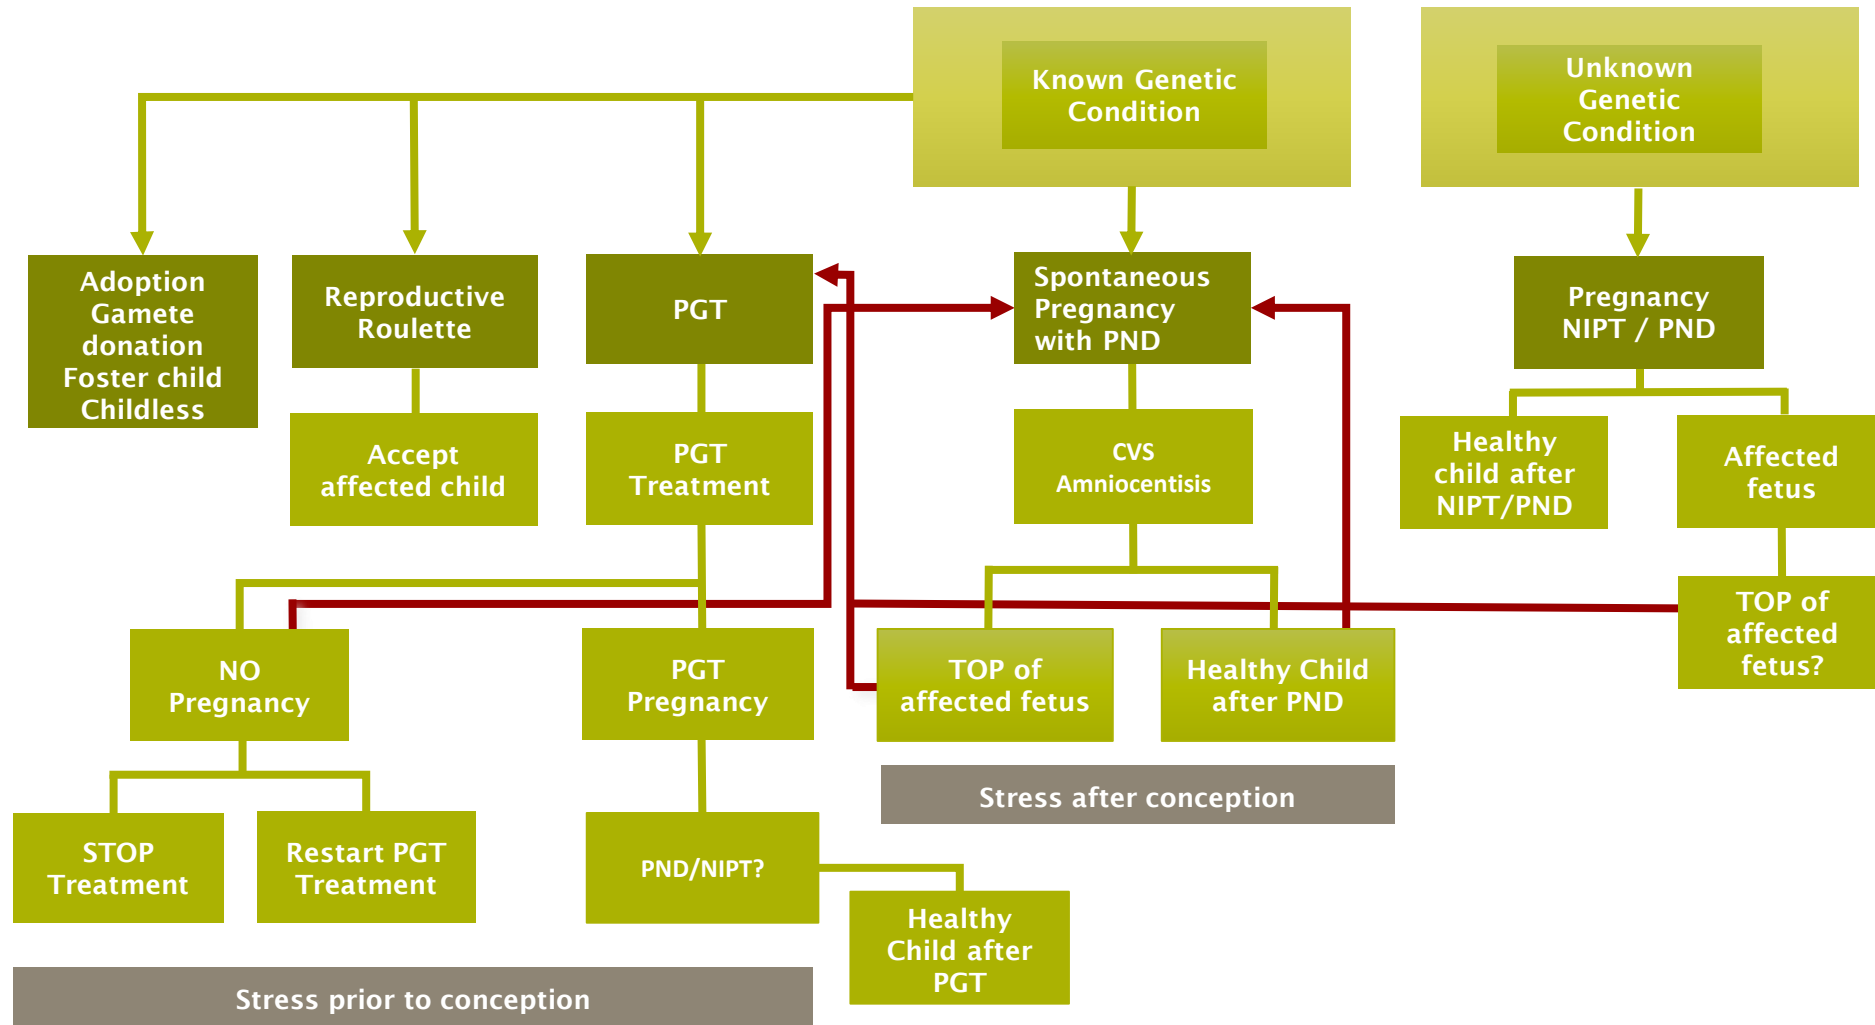 Known Genetic
Condition
Unknown
Genetic
Condition
Adoption
Gamete
donation
Foster child
Childless
Reproductive
Roulette
PGT
Spontaneous
Pregnancy
with PND
Pregnancy
NIPT / PND
Accept
affected child
PGT
Treatment
CVS
Amniocentisis
Healthy
child after
NIPT/PND
Affected
fetus
NO
Pregnancy
PGT
Pregnancy
TOP of
affected fetus
Healthy Child
after PND
TOP of
affected
fetus?
Stress after conception
STOP
Treatment
Restart PGT
Treatment
PND/NIPT?
Healthy
Child after
PGT
Stress prior to conception